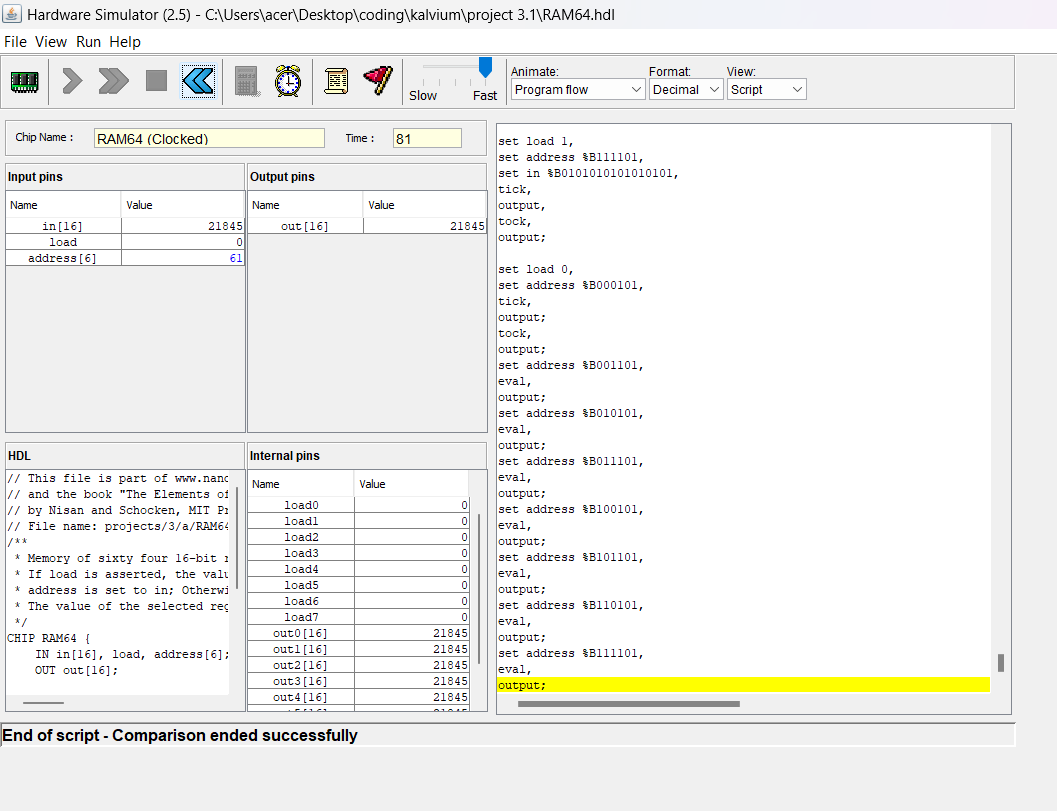 Hardware Simulator (2.5) - C:\Users\acer\Desktop\coding\kalvium\project 3.1\RAM64.hdl
File View Run Help
Slow Fast
Animate: Format: View:
Program flow Decimal Script
Chip Name : RAM64 (Clocked) Time : 81
Input pins
Name Value
in[16] 21845
load 0
address[6] 61
Output pins
Name Value
out[16] 21845
HDL
// This file is part of www.nand
// and the book "The Elements of
// by Nisan and Schocken, MIT Pr
// File name: projects/3/a/RAM64
/**
* Memory of sixty four 16-bit r
* If load is asserted, the valu
* address is set to in; Otherwi
* The value of the selected reg
*/
CHIP RAM64 {
IN in[16], load, address[6];
OUT out[16];
Internal pins
Name Value
load0 0
load1 0
load2 0
load3 0
load4 0
load5 0
load6 0
load7 0
out0[16] 21845
out1[16] 21845
out2[16] 21845
out3[16] 21845
out4[16] 21845
set load 1,
set address %B111101,
set in %B0101010101010101,
tick,
output,
tock,
output;
set load 0,
set address %B000101,
tick,
output;
tock,
output;
set address %B001101,
eval,
output;
set address %B010101,
eval,
output;
set address %B011101,
eval,
output;
set address %B100101,
eval,
output;
set address %B101101,
eval,
output;
set address %B110101,
eval,
output;
set address %B111101,
eval,
output;
End of script - Comparison ended successfully